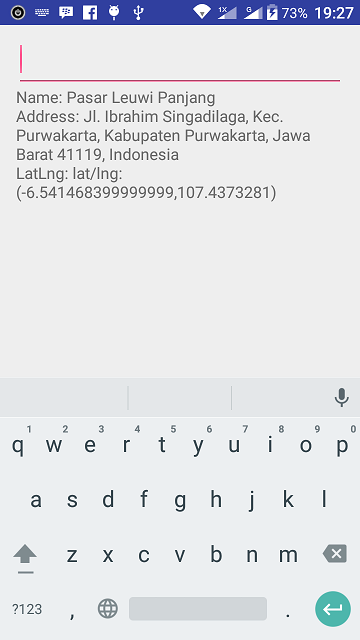 1X G 73% 19:27
Name: Pasar Leuwi Panjang
Address: Jl. Ibrahim Singadilaga, Kec.
Purwakarta, Kabupaten Purwakarta, Jawa
Barat 41119, Indonesia
LatLng: lat/lng:
(-6.541468399999999,107.4373281)
1 2 3 4 5 6 7 8 9 0
q w e r t y u i o p
a s d f g h j k l
z x c v b n m
?123 , .